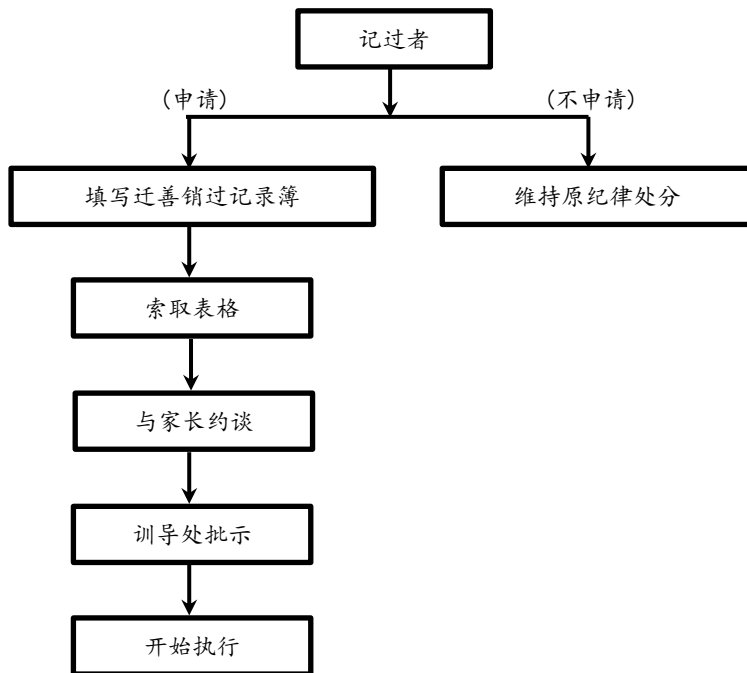 记过者
(申请)
(不申请)
填写迁善销过记录簿
维持原纪律处分
索取表格
与家长约谈
训导处批示
开始执行